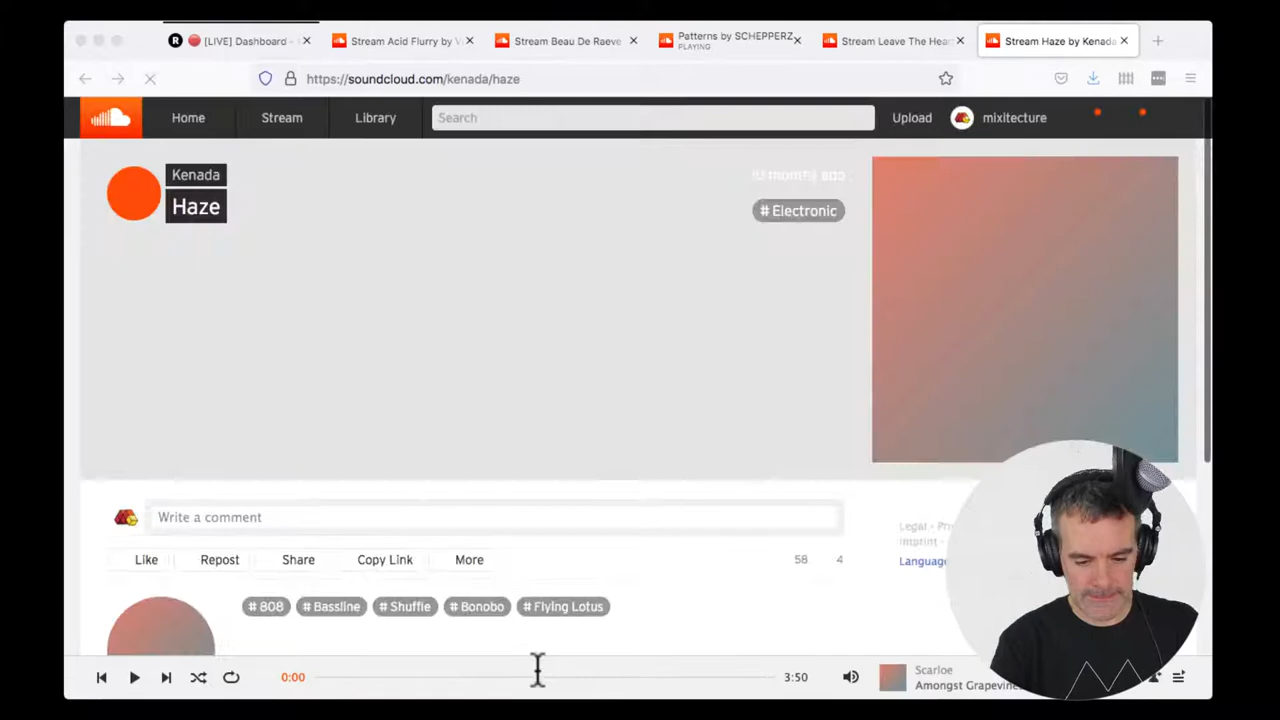 [LIVE] Dashboard -
Stream Acid Flurry by V
Stream Beau De Raeve
Patterns by SCHEPPERZ
PLAYING
Stream Leave The Hear
Stream Haze by Kenada
https://soundcloud.com/kenada/haze
Home
Stream
Library
Search
Upload
mixitecture
Kenada
Haze
# Electronic
Write a comment
Like
Repost
Share
Copy Link
More
58
4
Legal -
Imprint -
Language
# 808
# Bassline
# Shuffle
# Bonobo
# Flying Lotus
0:00
3:50
Scarloe
Amongst Grapevine